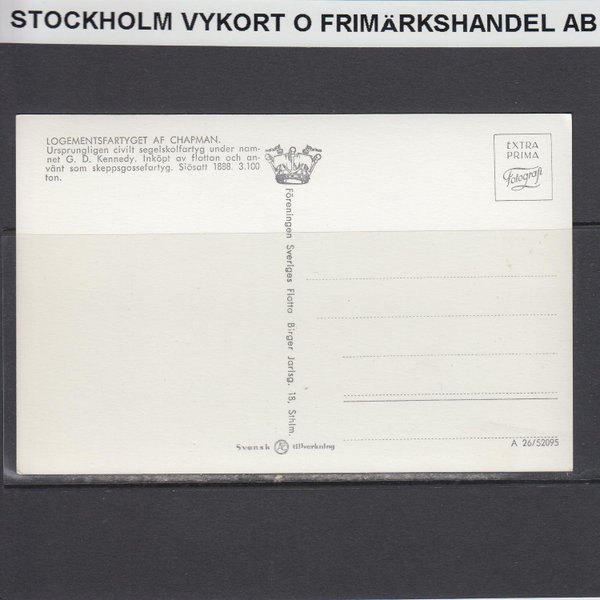 STOCKHOLM VYKORT O FRIMÄRKSHANDEL AB
LOGEMENTSFARTYGET AF CHAPMAN.
Ursprungligen civilt segelskolfartyg under nam-
net G. D. Kennedy. Inköpt av flottan och an-
vänt som skeppsgossefartyg. Sjösatt 1888. 3.100
ton.
EXTRA
PRIMA
Fotografi
Föreningen Sveriges Flotta Birger Jarlsg. 18, Sthlm.
Svensk AC tillverkning
A 26/52095